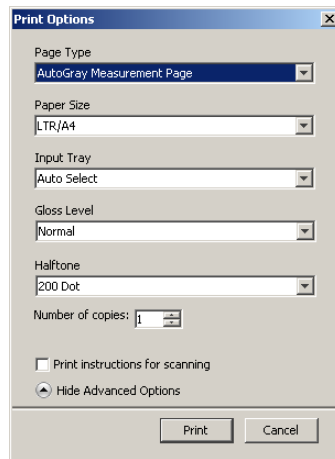 Print Options
Page Type
AutoGray Measurement Page
Paper Size
LTR/A4
Input Tray
Auto Select
Gloss Level
Normal
Halftone
200 Dot
Number of copies: 1
Print instructions for scanning
Hide Advanced Options
Print Cancel